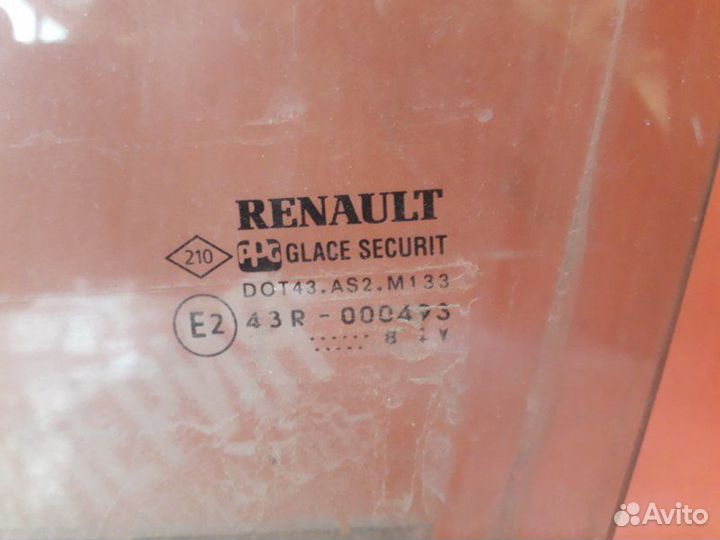 RENAULT
210 PPG GLACE SECURIT
DOT43.AS2.M133
E2 43R-000493
8
Avito